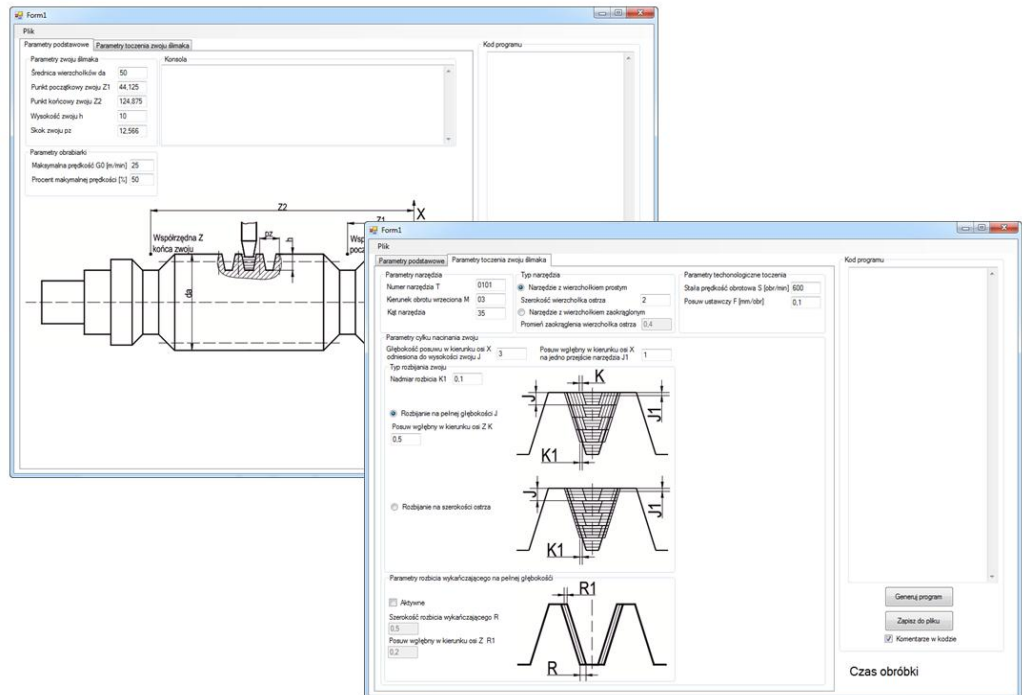 Form1
Plik
Parametry podstawowe Parametry toczenia zwoju ślimaka
Parametry zwoju ślimaka
Średnica wierzchołków da 50
Punkt początkowy zwoju Z1 44,125
Punkt końcowy zwoju Z2 124,875
Wysokość zwoju h 10
Skok zwoju pz 12,566
Konsola
Parametry obrabiarki
Maksymalna prędkość G0 [m/min] 25
Procent makymalnej prędkości [%] 50
Kod programu
Z2
X
Z1
Współrzędna Z
końca zwoju
pz
h
da
Form1
Plik
Parametry podstawowe Parametry toczenia zwoju ślimaka
Parametry narzędzia
Numer narzędzia T 0101
Kierunek obrotu wrzeciona M 03
Kąt narzędzia 35
Typ narzędzia
Narzędzie z wierzchołkiem prostym
Szerokość wierzchołka ostrza 2
Narzędzie z wierzchołkiem zaokrąglonym
Promień zaokrąglenia wierzchołka ostrza 0,4
Parametry techonologiczne toczenia
Stała prędkość obrotowa S [obr/min] 600
Posuw ustawczy F [mm/obr] 0,1
Parametry cyklu nacinania zwoju
Głębokość posuwu w kierunku osi X
odniesiona do wysokości zwoju J 3
Posuw wgłębny w kierunku osi X
na jedno przejście narzędzia J1 1
Typ rozbijania zwoju
Nadmiar rozbicia K1 0,1
Rozbijanie na pełnej głębokości J
Posuw wgłębny w kierunku osi Z K
0.5
K
J
J1
K1
Rozbijanie na szerokości ostrza
J
J1
K1
Parametry rozbicia wykańczającego na pełnej głębokośći
Aktywne
Szerokość rozbicia wykańczającego R
0,5
Posuw wgłębny w kierunku osi Z R1
0,2
R1
R
Kod programu
Generuj program
Zapisz do pliku
Komentarze w kodzie
Czas obróbki